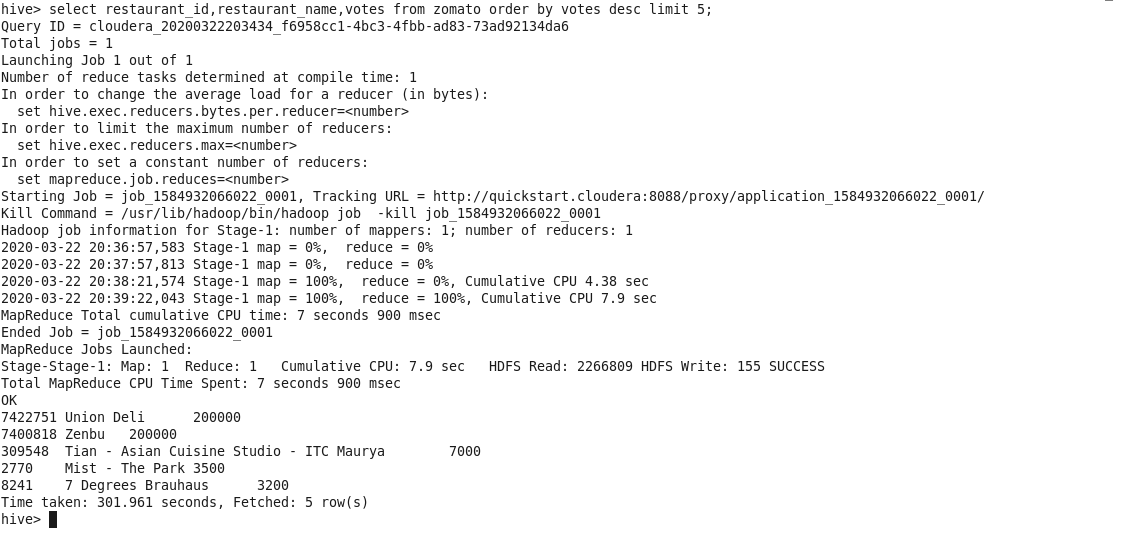 hive> select restaurant_id,restaurant_name,votes from zomato order by votes desc limit 5;
Query ID = cloudera_20200322203434_f6958cc1-4bc3-4fbb-ad83-73ad92134da6
Total jobs = 1
Launching Job 1 out of 1
Number of reduce tasks determined at compile time: 1
In order to change the average load for a reducer (in bytes):
  set hive.exec.reducers.bytes.per.reducer=<number>
In order to limit the maximum number of reducers:
  set hive.exec.reducers.max=<number>
In order to set a constant number of reducers:
  set mapreduce.job.reduces=<number>
Starting Job = job_1584932066022_0001, Tracking URL = http://quickstart.cloudera:8088/proxy/application_1584932066022_0001/
Kill Command = /usr/lib/hadoop/bin/hadoop job  -kill job_1584932066022_0001
Hadoop job information for Stage-1: number of mappers: 1; number of reducers: 1
2020-03-22 20:36:57,583 Stage-1 map = 0%,  reduce = 0%
2020-03-22 20:37:57,813 Stage-1 map = 0%,  reduce = 0%
2020-03-22 20:38:21,574 Stage-1 map = 100%,  reduce = 0%, Cumulative CPU 4.38 sec
2020-03-22 20:39:22,043 Stage-1 map = 100%,  reduce = 100%, Cumulative CPU 7.9 sec
MapReduce Total cumulative CPU time: 7 seconds 900 msec
Ended Job = job_1584932066022_0001
MapReduce Jobs Launched:
Stage-Stage-1: Map: 1  Reduce: 1   Cumulative CPU: 7.9 sec   HDFS Read: 2266809 HDFS Write: 155 SUCCESS
Total MapReduce CPU Time Spent: 7 seconds 900 msec
OK
7422751 Union Deli      200000
7400818 Zenbu   200000
309548  Tian - Asian Cuisine Studio - ITC Maurya        7000
2770    Mist - The Park 3500
8241    7 Degrees Brauhaus      3200
Time taken: 301.961 seconds, Fetched: 5 row(s)
hive>